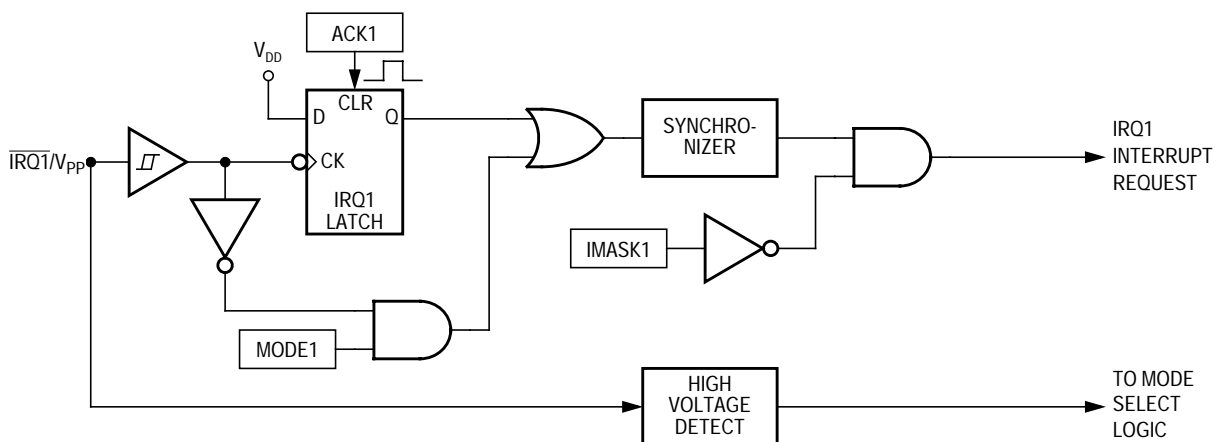 ACK1
V_DD
D
CLR
Q
CK
IRQ1
LATCH
IRQ1/V_PP
SYNCHRO-
NIZER
IRQ1
INTERRUPT
REQUEST
IMASK1
MODE1
HIGH
VOLTAGE
DETECT
TO MODE
SELECT
LOGIC